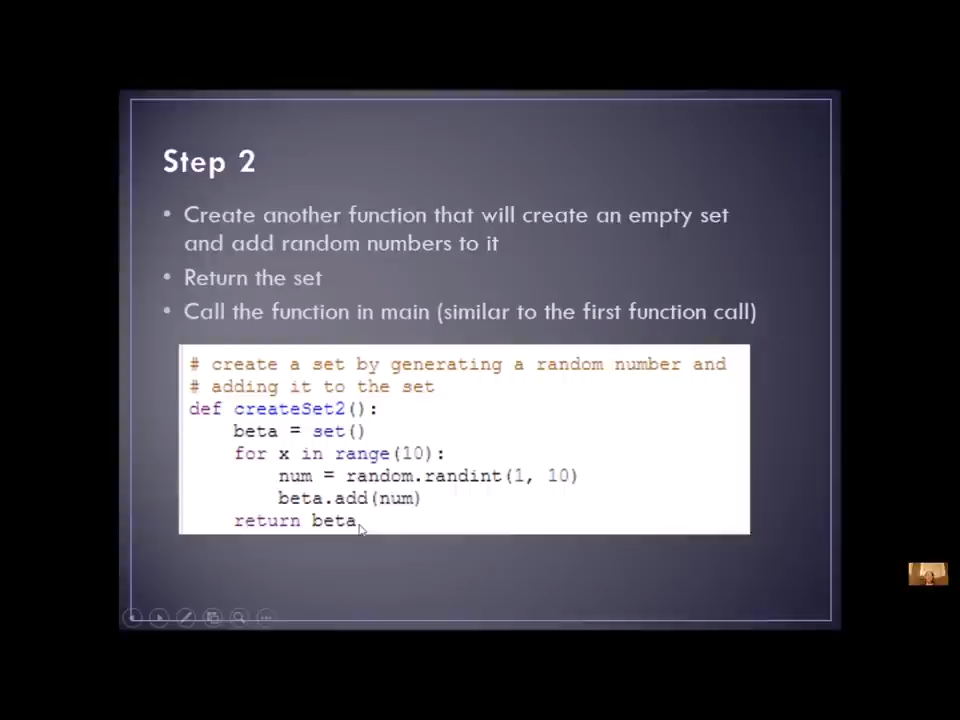 Step 2
• Create another function that will create an empty set
and add random numbers to it
• Return the set
• Call the function in main (similar to the first function call)
# create a set by generating a random number and
# adding it to the set
def createSet2():
    beta = set()
    for x in range(10):
        num = random.randint(1, 10)
        beta.add(num)
    return beta